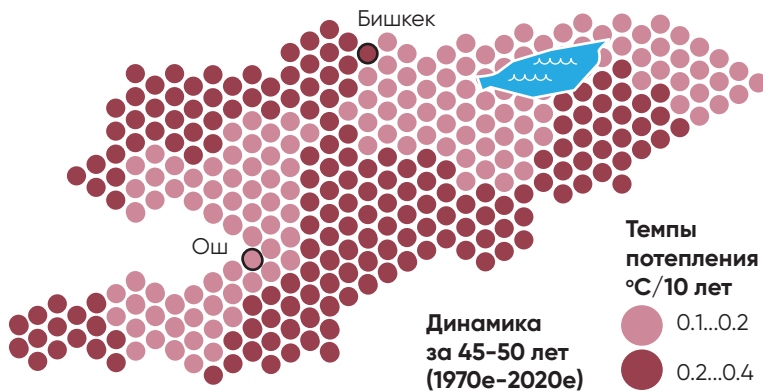 Бишкек
Ош
Темпы
потепления
°С/10 лет
0.1...0.2
0.2...0.4
Динамика
за 45-50 лет
(1970е-2020е)